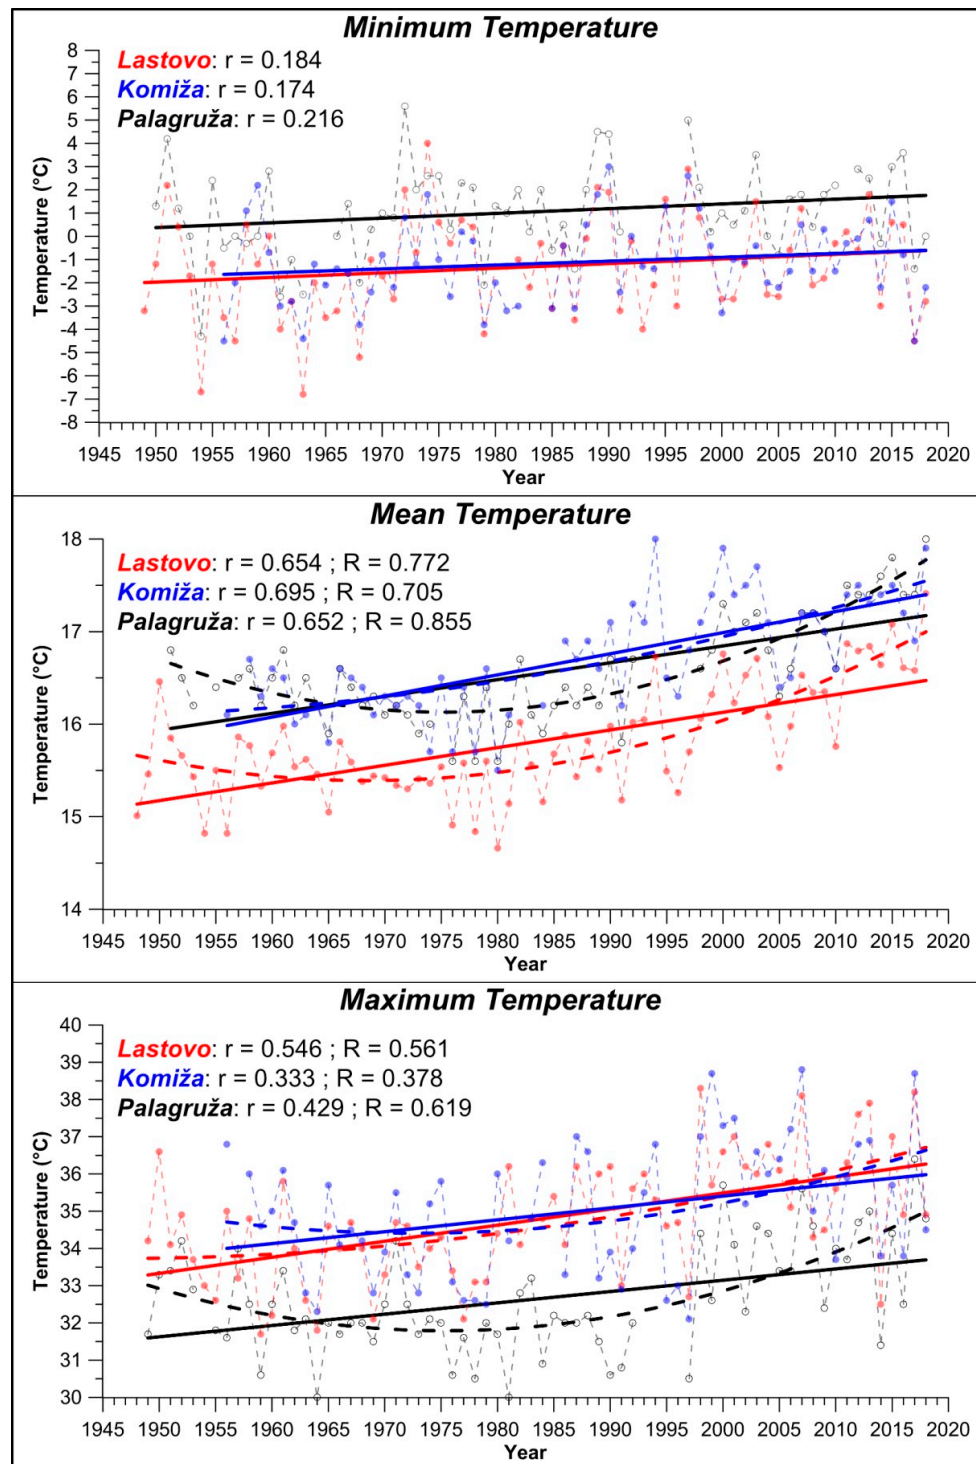 Minimum Temperature
Lastovo: r = 0.184
Komiža: r = 0.174
Palagruža: r = 0.216
Temperature (°C)
8
7
6
5
4
3
2
1
0
-1
-2
-3
-4
-5
-6
-7
-8
1945 1950 1955 1960 1965 1970 1975 1980 1985 1990 1995 2000 2005 2010 2015 2020
Year
Mean Temperature
Lastovo: r = 0.654 ; R = 0.772
Komiža: r = 0.695 ; R = 0.705
Palagruža: r = 0.652 ; R = 0.855
Temperature (°C)
18
17
16
15
14
1945 1950 1955 1960 1965 1970 1975 1980 1985 1990 1995 2000 2005 2010 2015 2020
Year
Maximum Temperature
Lastovo: r = 0.546 ; R = 0.561
Komiža: r = 0.333 ; R = 0.378
Palagruža: r = 0.429 ; R = 0.619
Temperature (°C)
40
39
38
37
36
35
34
33
32
31
30
1945 1950 1955 1960 1965 1970 1975 1980 1985 1990 1995 2000 2005 2010 2015 2020
Year